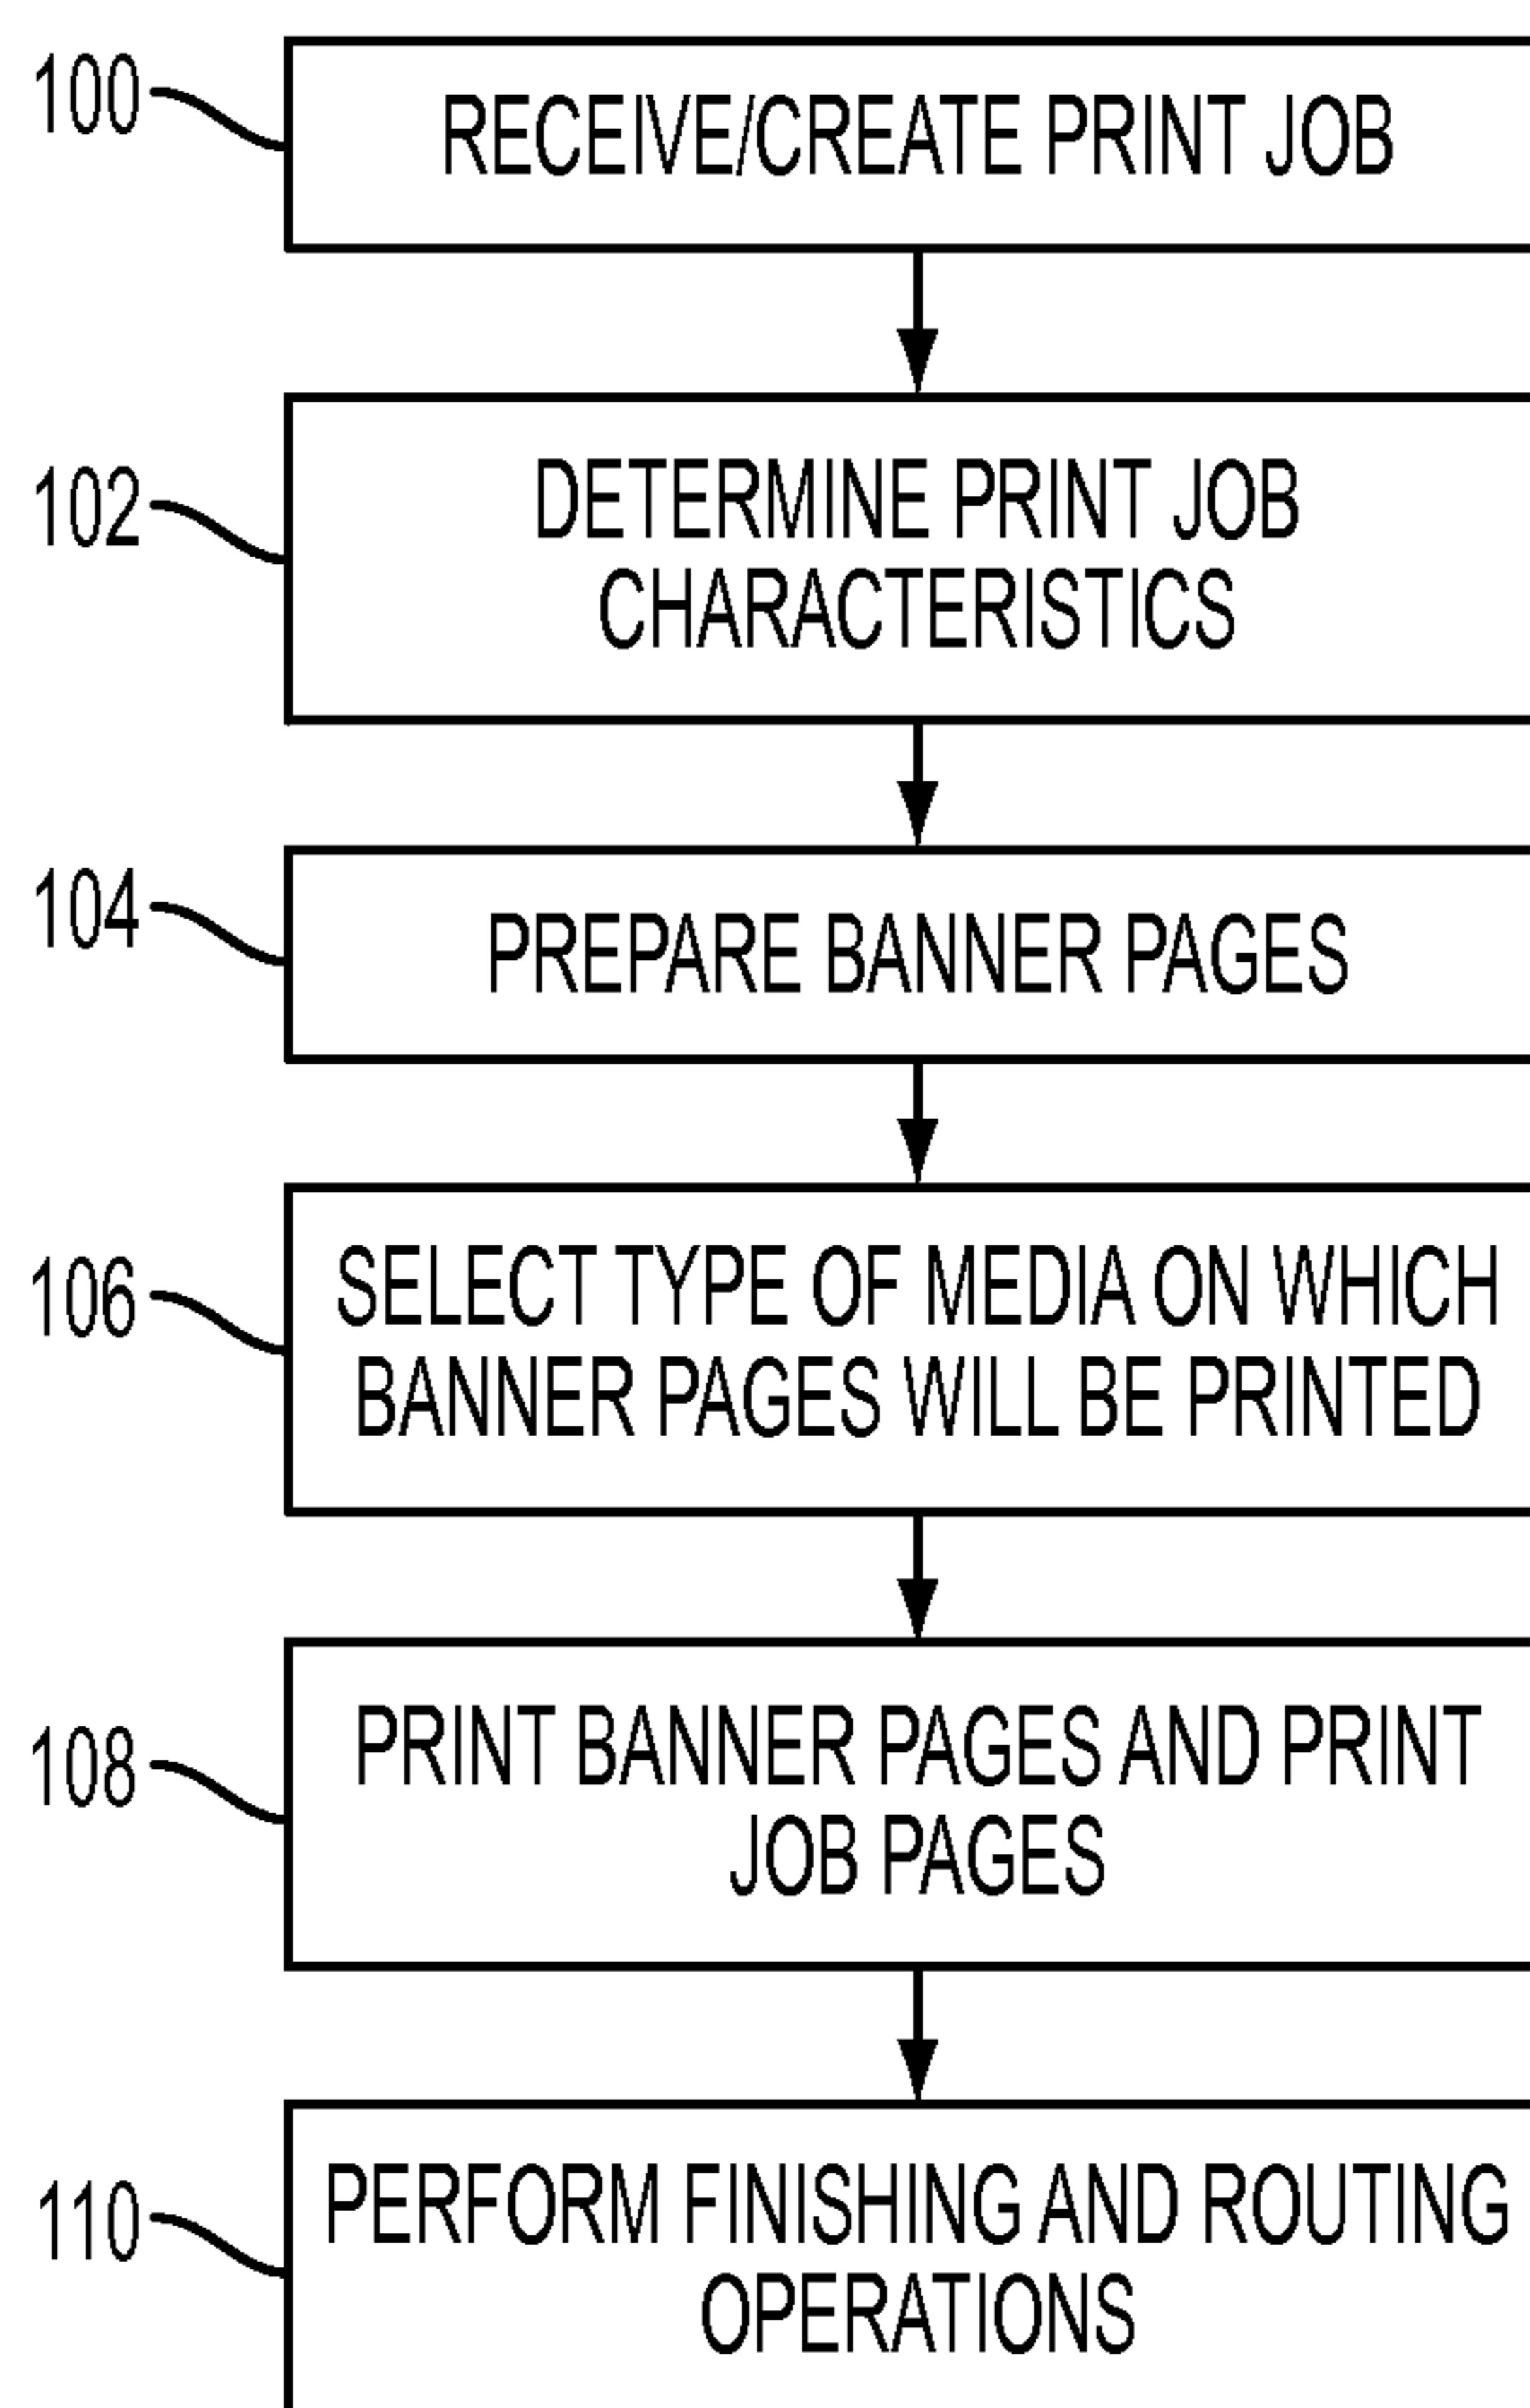 100
RECEIVE/CREATE PRINT JOB
102
DETERMINE PRINT JOB
CHARACTERISTICS
104
PREPARE BANNER PAGES
106
SELECT TYPE OF MEDIA ON WHICH
BANNER PAGES WILL BE PRINTED
108
PRINT BANNER PAGES AND PRINT
JOB PAGES
110
PERFORM FINISHING AND ROUTING
OPERATIONS